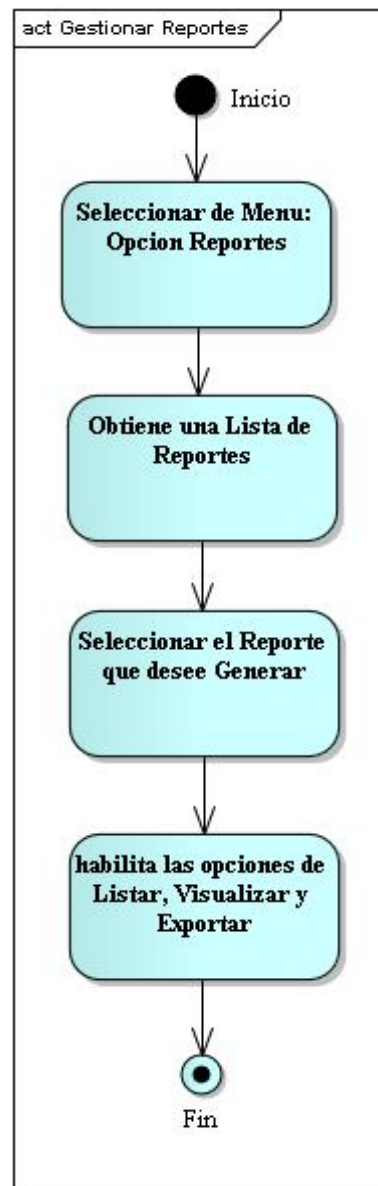 act Gestionar Reportes
Inicio
Seleccionar de Menu:
Opcion Reportes
Obtiene una Lista de
Reportes
Seleccionar el Reporte
que desee Generar
habilita las opciones de
Listar, Visualizar y
Exportar
Fin